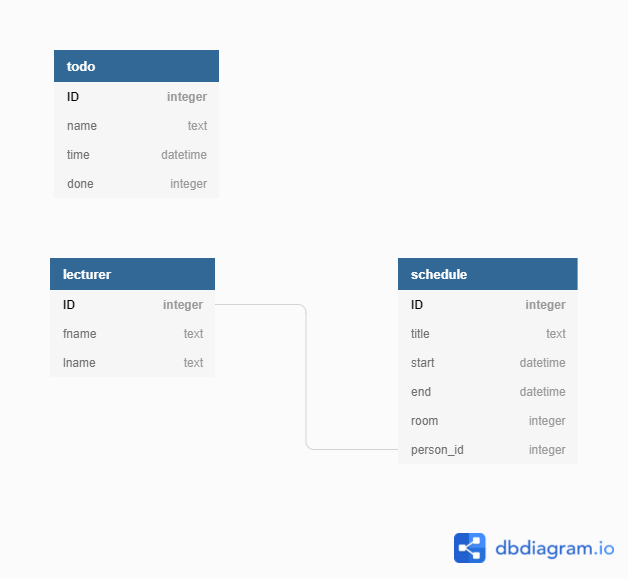 todo
ID integer
name text
time datetime
done integer
lecturer
ID integer
fname text
lname text
schedule
ID integer
title text
start datetime
end datetime
room integer
person_id integer
dbdiagram.io